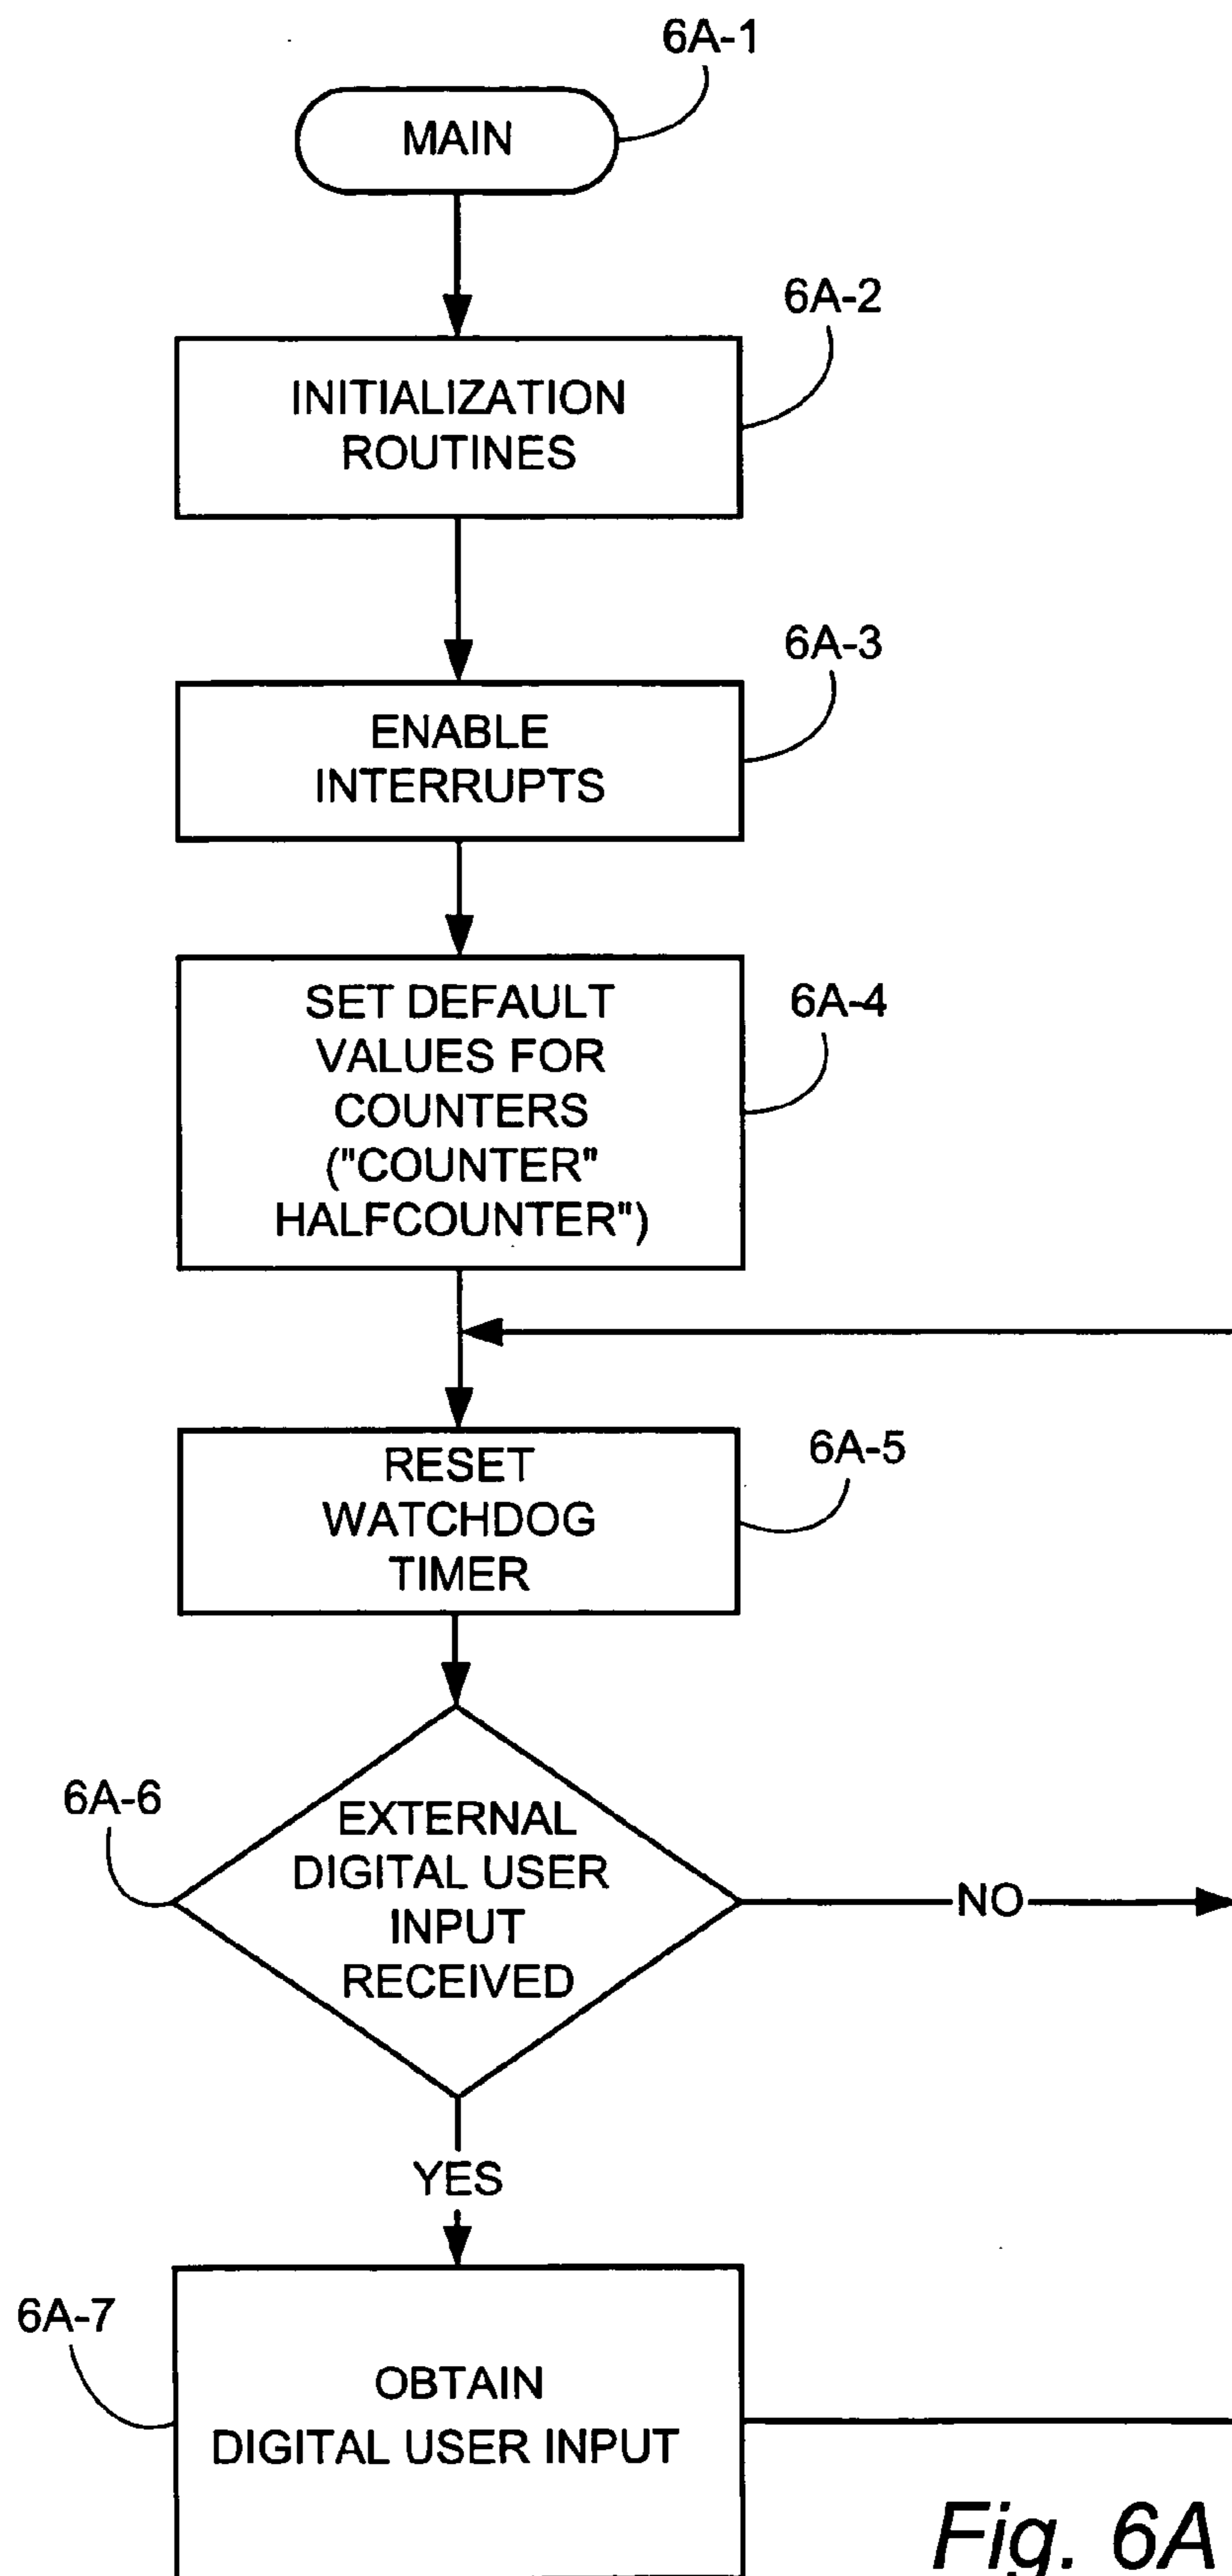 6A-1
MAIN
6A-2
INITIALIZATION
ROUTINES
6A-3
ENABLE
INTERRUPTS
6A-4
SET DEFAULT
VALUES FOR
COUNTERS
("COUNTER"
HALFCOUNTER")
6A-5
RESET
WATCHDOG
TIMER
6A-6
EXTERNAL
DIGITAL USER
INPUT
RECEIVED
NO
YES
6A-7
OBTAIN
DIGITAL USER INPUT
Fig. 6A